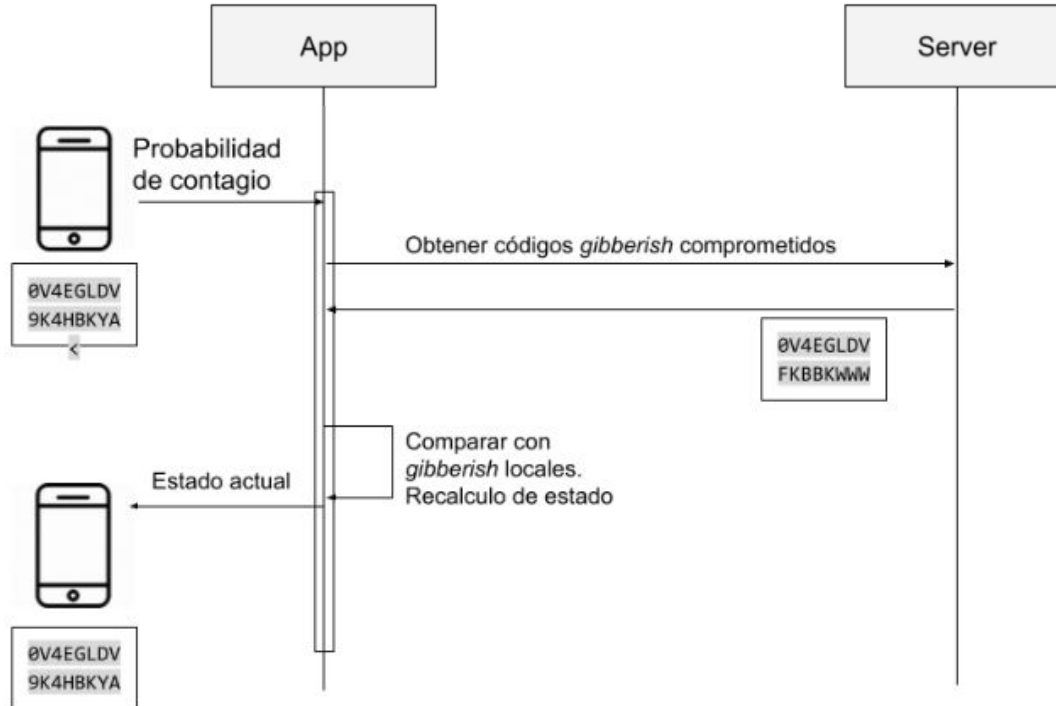 App
Server
Probabilidad
de contagio
Obtener códigos gibberish comprometidos
0V4EGLDV
9K4HBKYA
<
0V4EGLDV
FKBBKWWW
Comparar con
gibberish locales.
Recalculo de estado
Estado actual
0V4EGLDV
9K4HBKYA